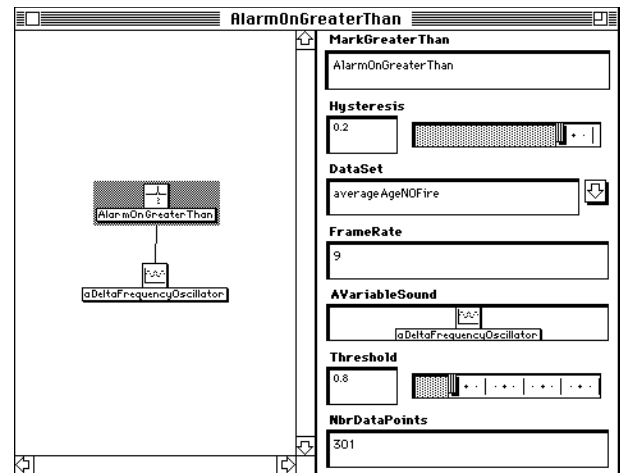 AlarmOnGreaterThan
AlarmOnGreaterThan
aDeltaFrequencyOscillator
MarkGreaterThan
AlarmOnGreaterThan
Hysteresis
0.2
DataSet
averageAgeNOFire
FrameRate
9
AVariableSound
aDeltaFrequencyOscillator
Threshold
0.8
NbrDataPoints
301